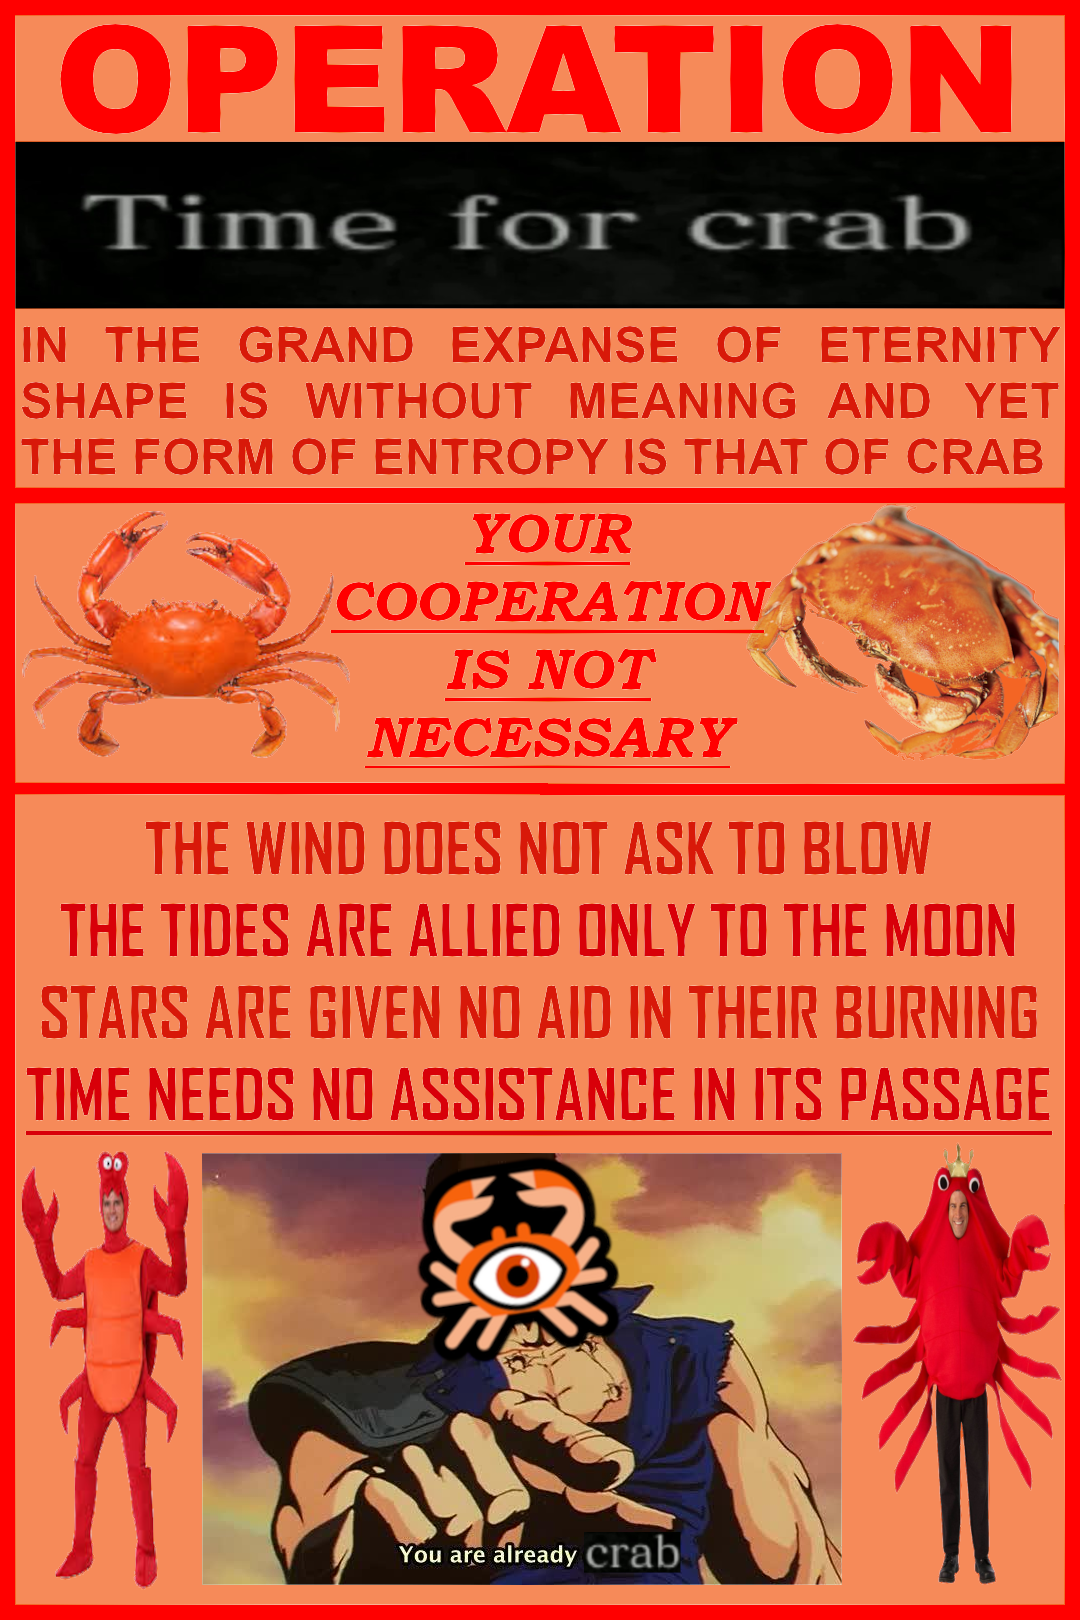 OPERATION
Time for crab
IN THE GRAND EXPANSE OF ETERNITY
SHAPE IS WITHOUT MEANING AND YET
THE FORM OF ENTROPY IS THAT OF CRAB
YOUR
COOPERATION
IS NOT
NECESSARY
THE WIND DOES NOT ASK TO BLOW
THE TIDES ARE ALLIED ONLY TO THE MOON
STARS ARE GIVEN NO AID IN THEIR BURNING
TIME NEEDS NO ASSISTANCE IN ITS PASSAGE
You are already crab